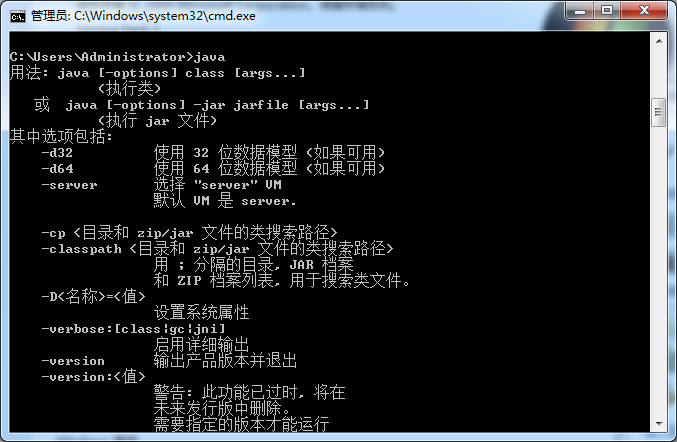 管理员: C:\Windows\system32\cmd.exe
C:\Users\Administrator>java
用法: java [-options] class [args...]
(执行类)
或 java [-options] -jar jarfile [args...]
(执行 jar 文件)
其中选项包括:
-d32 使用 32 位数据模型 (如果可用)
-d64 使用 64 位数据模型 (如果可用)
-server 选择 "server" VM
默认 VM 是 server.
-cp <目录和 zip/jar 文件的类搜索路径>
-classpath <目录和 zip/jar 文件的类搜索路径>
用 ; 分隔的目录, JAR 档案
和 ZIP 档案列表, 用于搜索类文件。
-D<名称>=<值>
设置系统属性
-verbose:[class¦gc¦jni]
启用详细输出
-version 输出产品版本并退出
-version:<值>
警告: 此功能已过时, 将在
未来发行版中删除。
需要指定的版本才能运行